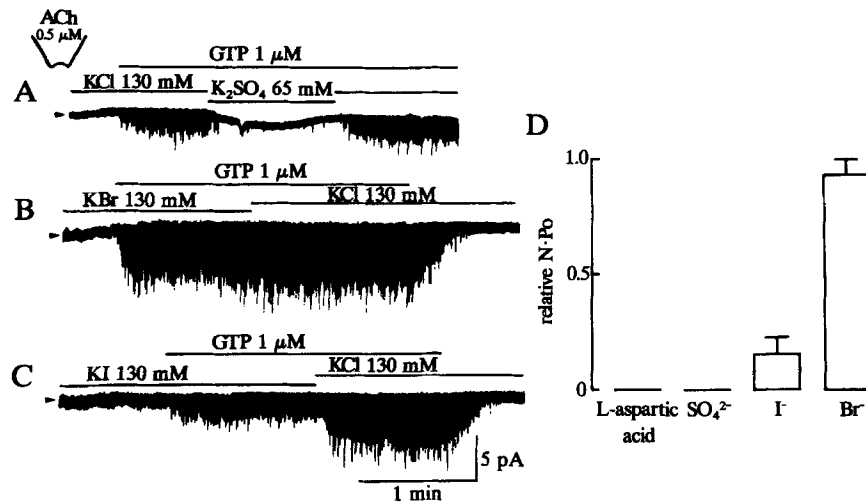 ACh
0.5 μM
GTP 1 μM
A
KCl 130 mM
K₂SO₄ 65 mM
GTP 1 μM
B
KBr 130 mM
KCl 130 mM
GTP 1 μM
C
KI 130 mM
KCl 130 mM
5 pA
1 min
D
relative N·Po
1.0
0.5
0
L-aspartic
acid
SO₄²⁻
I⁻
Br⁻